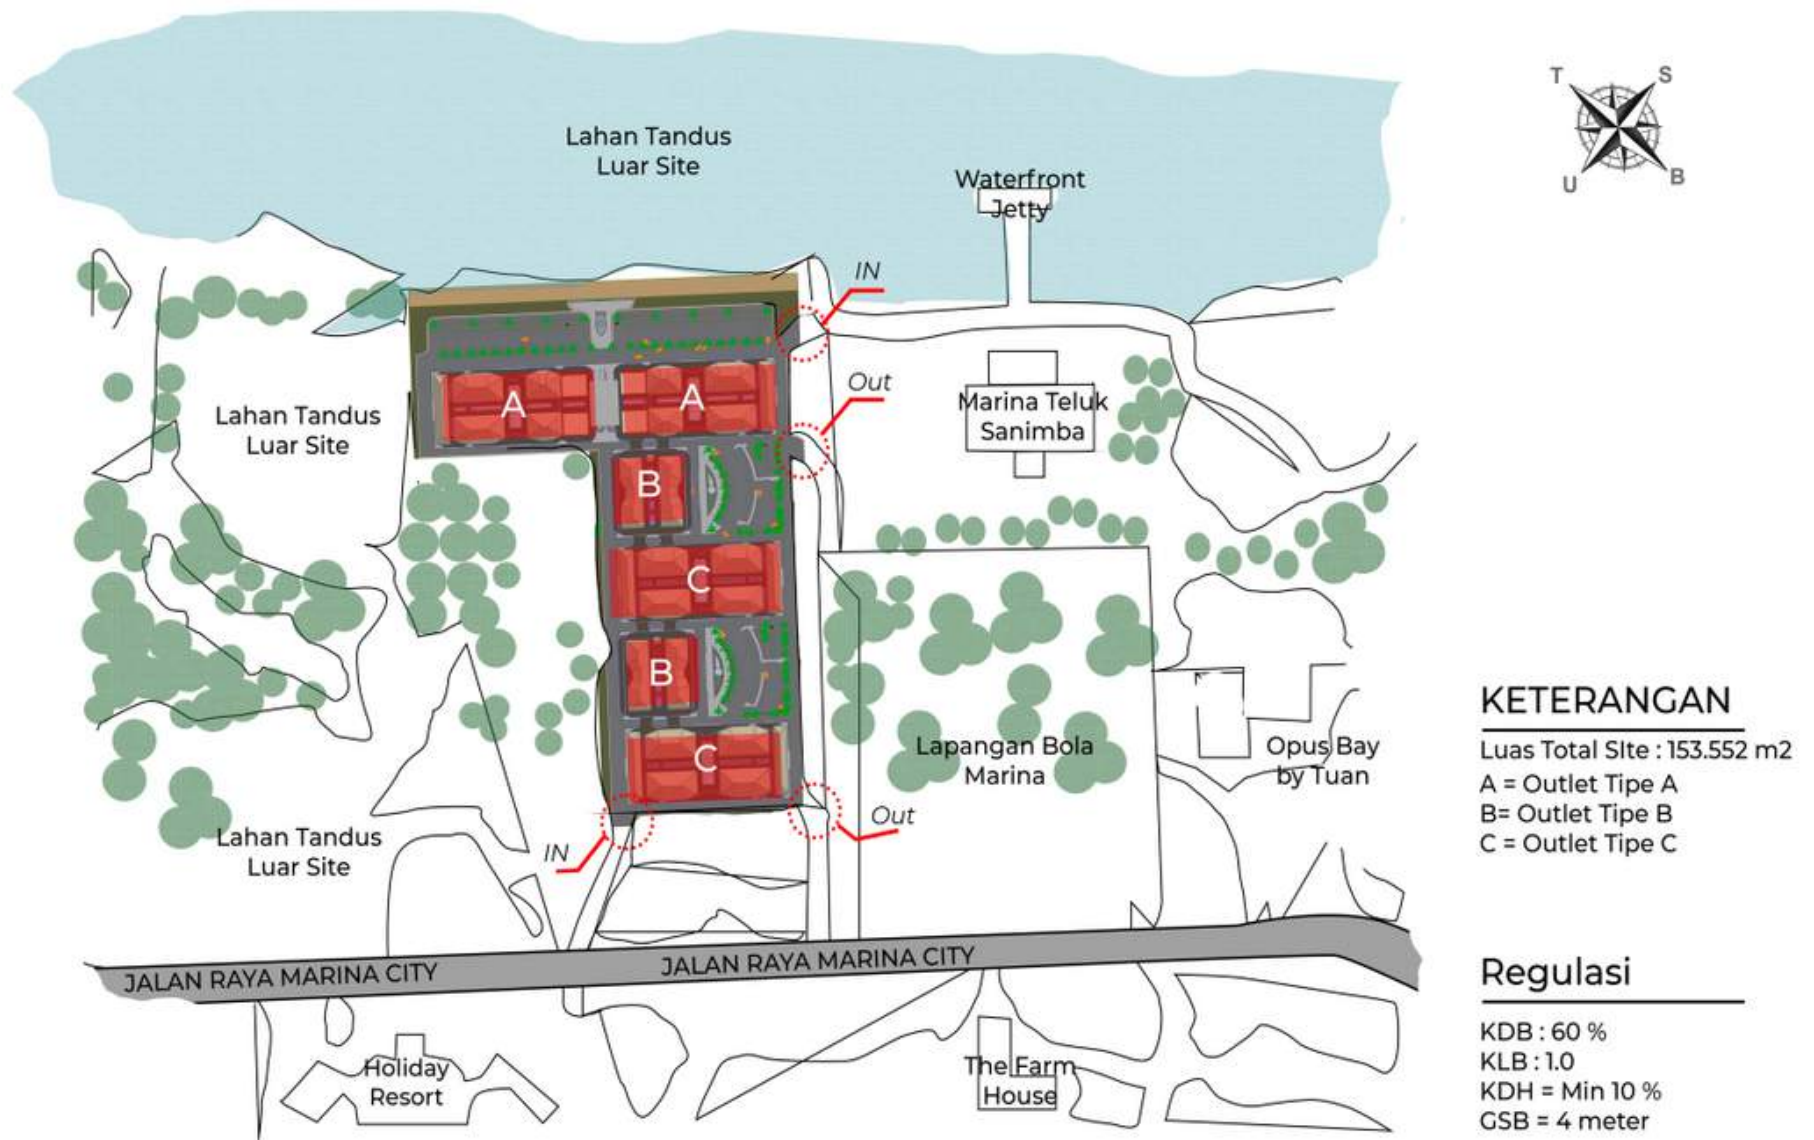 T
S
Lahan Tandus
Luar Site
Waterfront
Jetty
U
B
IN
Out
A
A
Marina Teluk
Sanimba
Lahan Tandus
Luar Site
B
C
B
KETERANGAN
Luas Total SIte : 153.552 m2
A = Outlet Tipe A
B= Outlet Tipe B
C = Outlet Tipe C
Lapangan Bola
Marina
Opus Bay
by Tuan
C
Out
Lahan Tandus
Luar Site
IN
JALAN RAYA MARINA CITY
JALAN RAYA MARINA CITY
Regulasi
KDB : 60 %
KLB : 1.0
KDH = Min 10 %
GSB = 4 meter
Holiday
Resort
The Farm
House